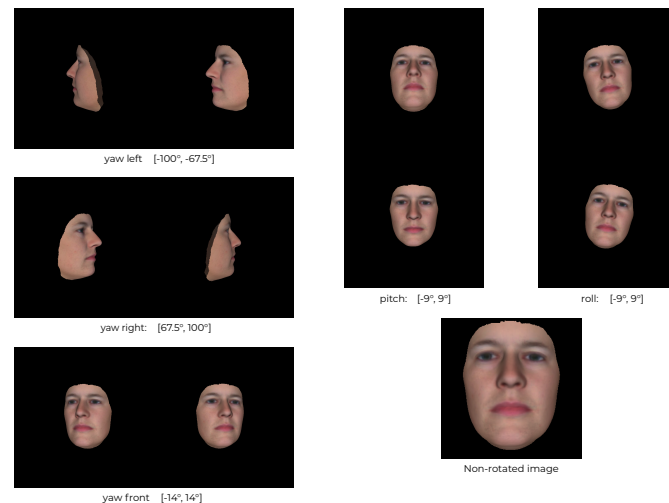 yaw left [-100°, -67.5°]
yaw right: [67.5°, 100°]
yaw front [-14°, 14°]
pitch: [-9°, 9°]
roll: [-9°, 9°]
Non-rotated image